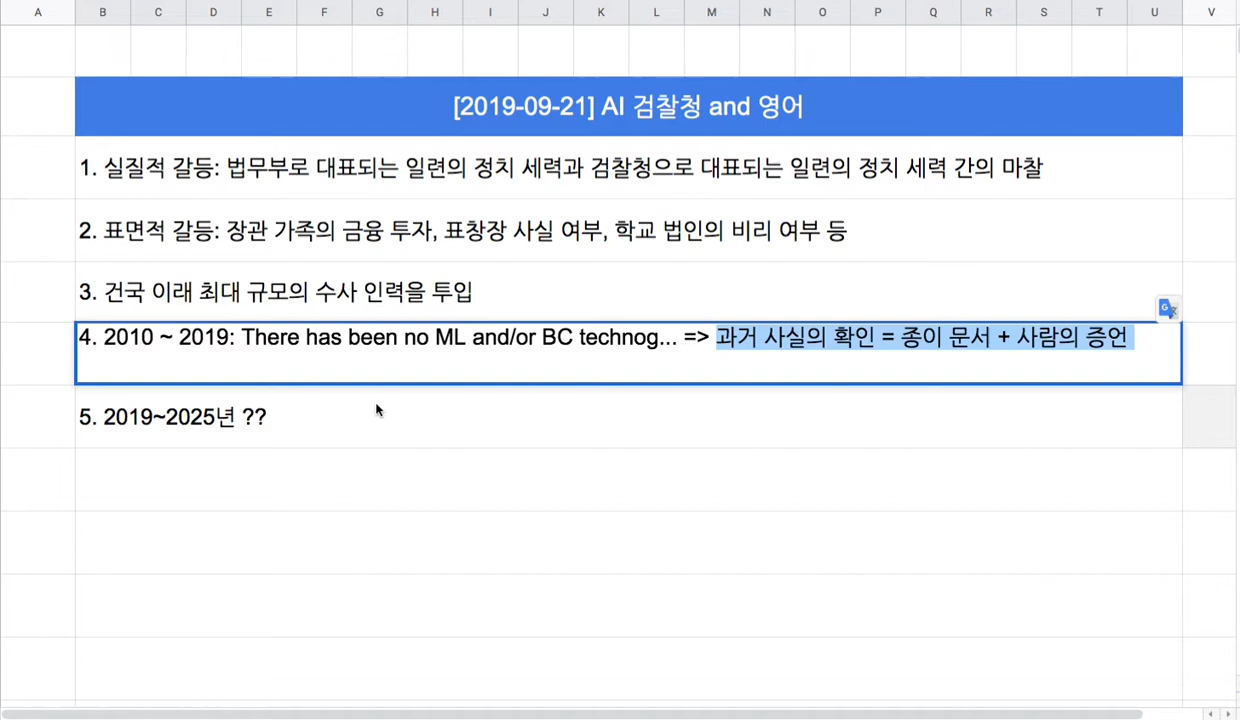 A B C D E F G H I J K L M N O P Q R S T U V
[2019-09-21] AI 검찰청 and 영어
1. 실질적 갈등: 법무부로 대표되는 일련의 정치 세력과 검찰청으로 대표되는 일련의 정치 세력 간의 마찰
2. 표면적 갈등: 장관 가족의 금융 투자, 표창장 사실 여부, 학교 법인의 비리 여부 등
3. 건국 이래 최대 규모의 수사 인력을 투입
4. 2010 ~ 2019: There has been no ML and/or BC technog... => 과거 사실의 확인 = 종이 문서 + 사람의 증언
5. 2019~2025년 ??